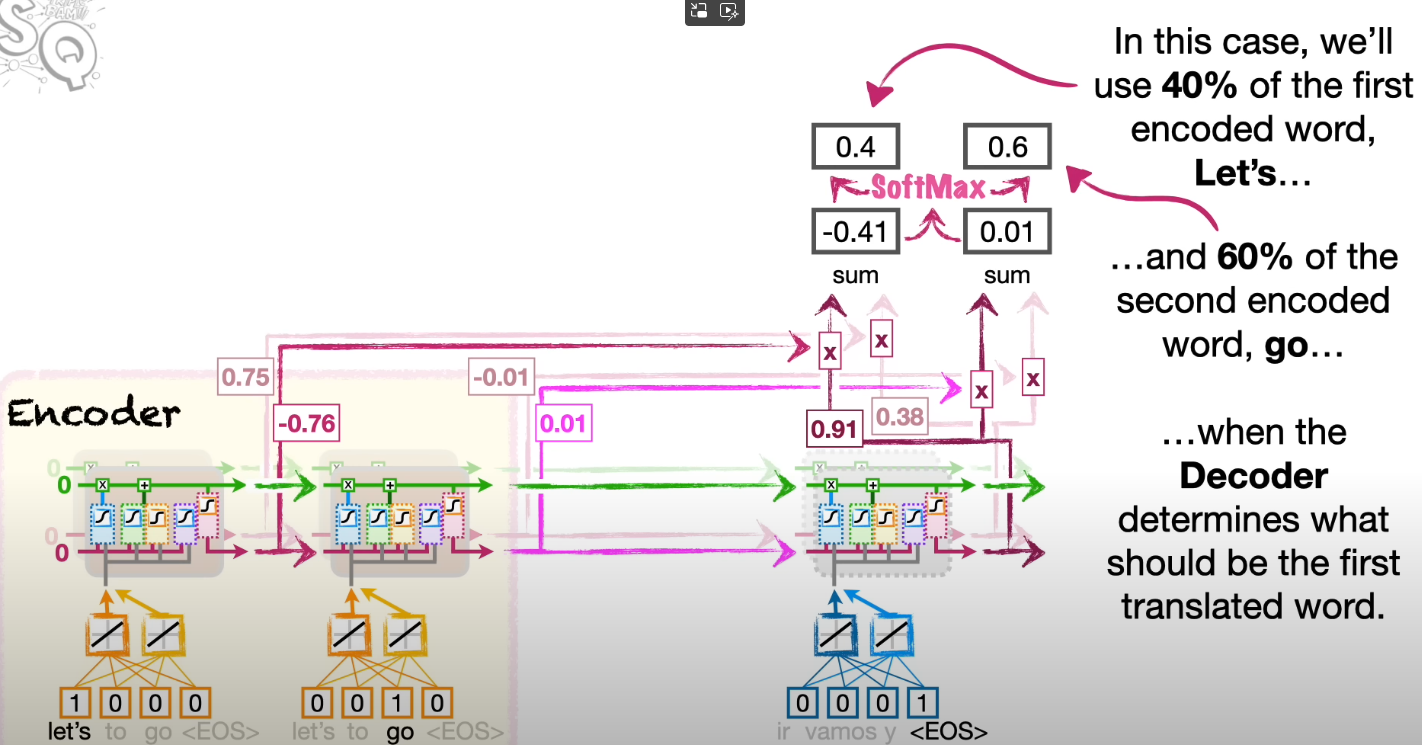 SQ
In this case, we'll
use 40% of the first
encoded word,
Let's…
0.4 0.6
SoftMax
-0.41 0.01
sum sum
…and 60% of the
second encoded
word, go…
x x
x x
0.75 -0.01
-0.76 0.01
0.91 0.38
Encoder
…when the
Decoder
determines what
should be the first
translated word.
0 x + x + x +
0 x + x + x +
0
0
1 0 0 0 0 0 1 0 0 0 0 1
let's to go <EOS> let's to go <EOS> ir vamos y <EOS>